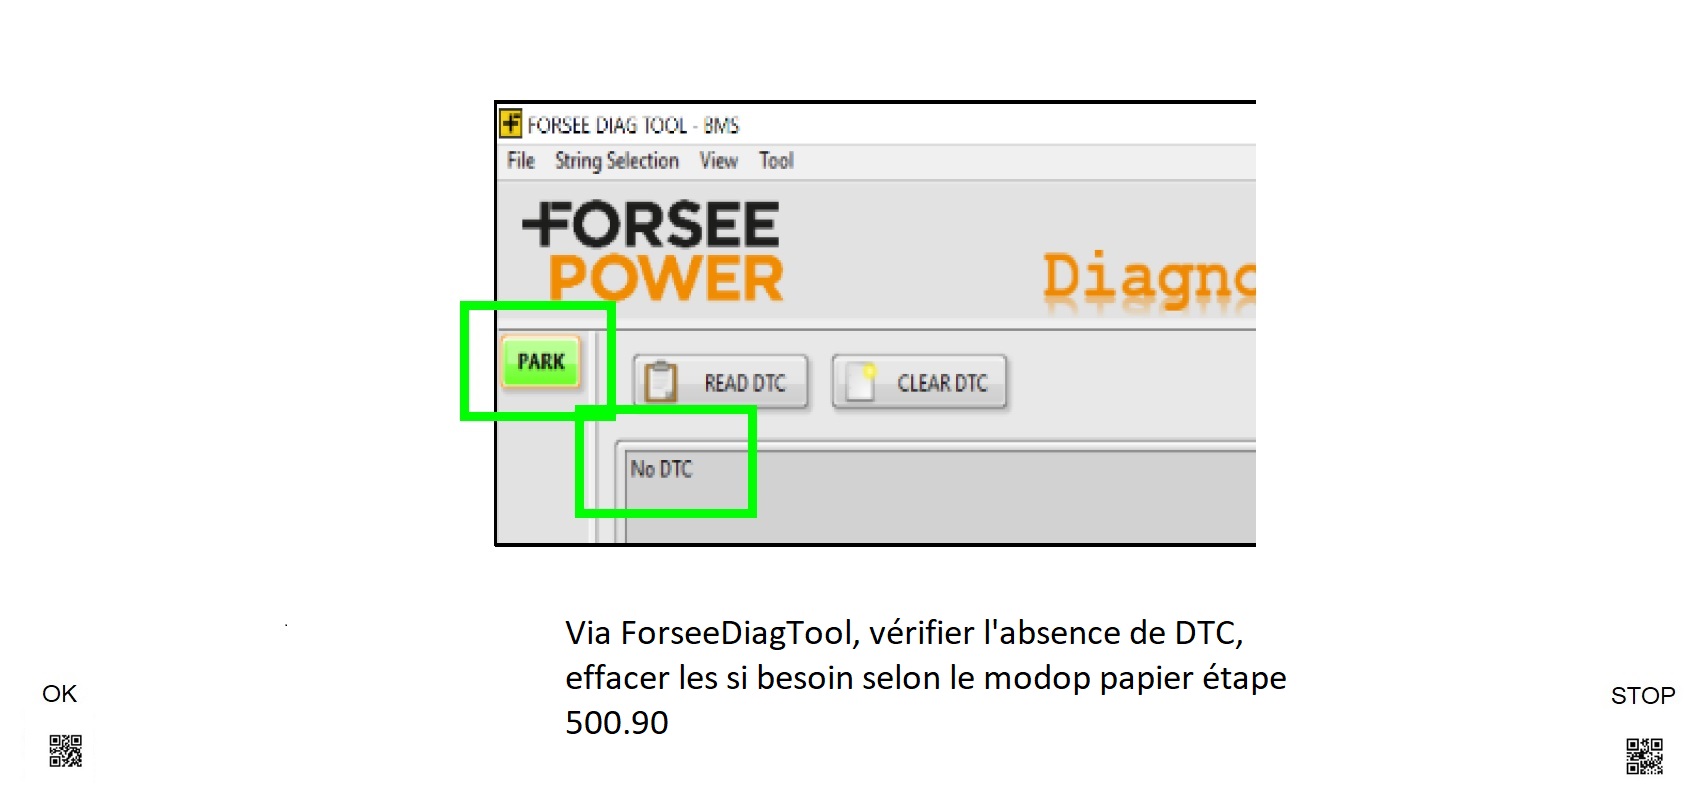 FORSEE DIAG TOOL - BMS
File String Selection View Tool
FORSEE
POWER
Diagno
PARK
READ DTC
CLEAR DTC
No DTC
Via ForseeDiagTool, vérifier l'absence de DTC,
effacer les si besoin selon le modop papier étape
500.90
OK
STOP